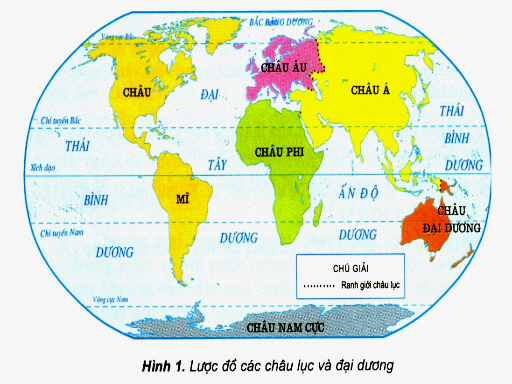 BẮC BĂNG DƯƠNG
Vòng cực Bắc
CHÂU ÂU
CHÂU
CHÂU Á
ĐẠI
THÁI
Chí tuyến Bắc
BÌNH
THÁI
CHÂU PHI
DƯƠNG
TÂY
Xích đạo
ẤN ĐỘ
BÌNH
MĨ
CHÂU
ĐẠI DƯƠNG
Chí tuyến Nam
DƯƠNG
DƯƠNG
DƯƠNG
CHÚ GIẢI
Ranh giới châu lục
Vòng cực Nam
CHÂU NAM CỰC
Hình 1. Lược đồ các châu lục và đại dương